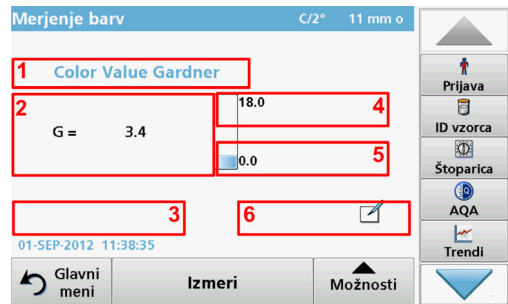 Merjenje barv C/2° 11 mm o
1 Color Value Gardner
2
G = 3.4
18.0 4
0.0 5
3
6
01-SEP-2012 11:38:35
Glavni meni
Izmeri
Možnosti
Prijava
ID vzorca
Štoparica
AQA
Trendi